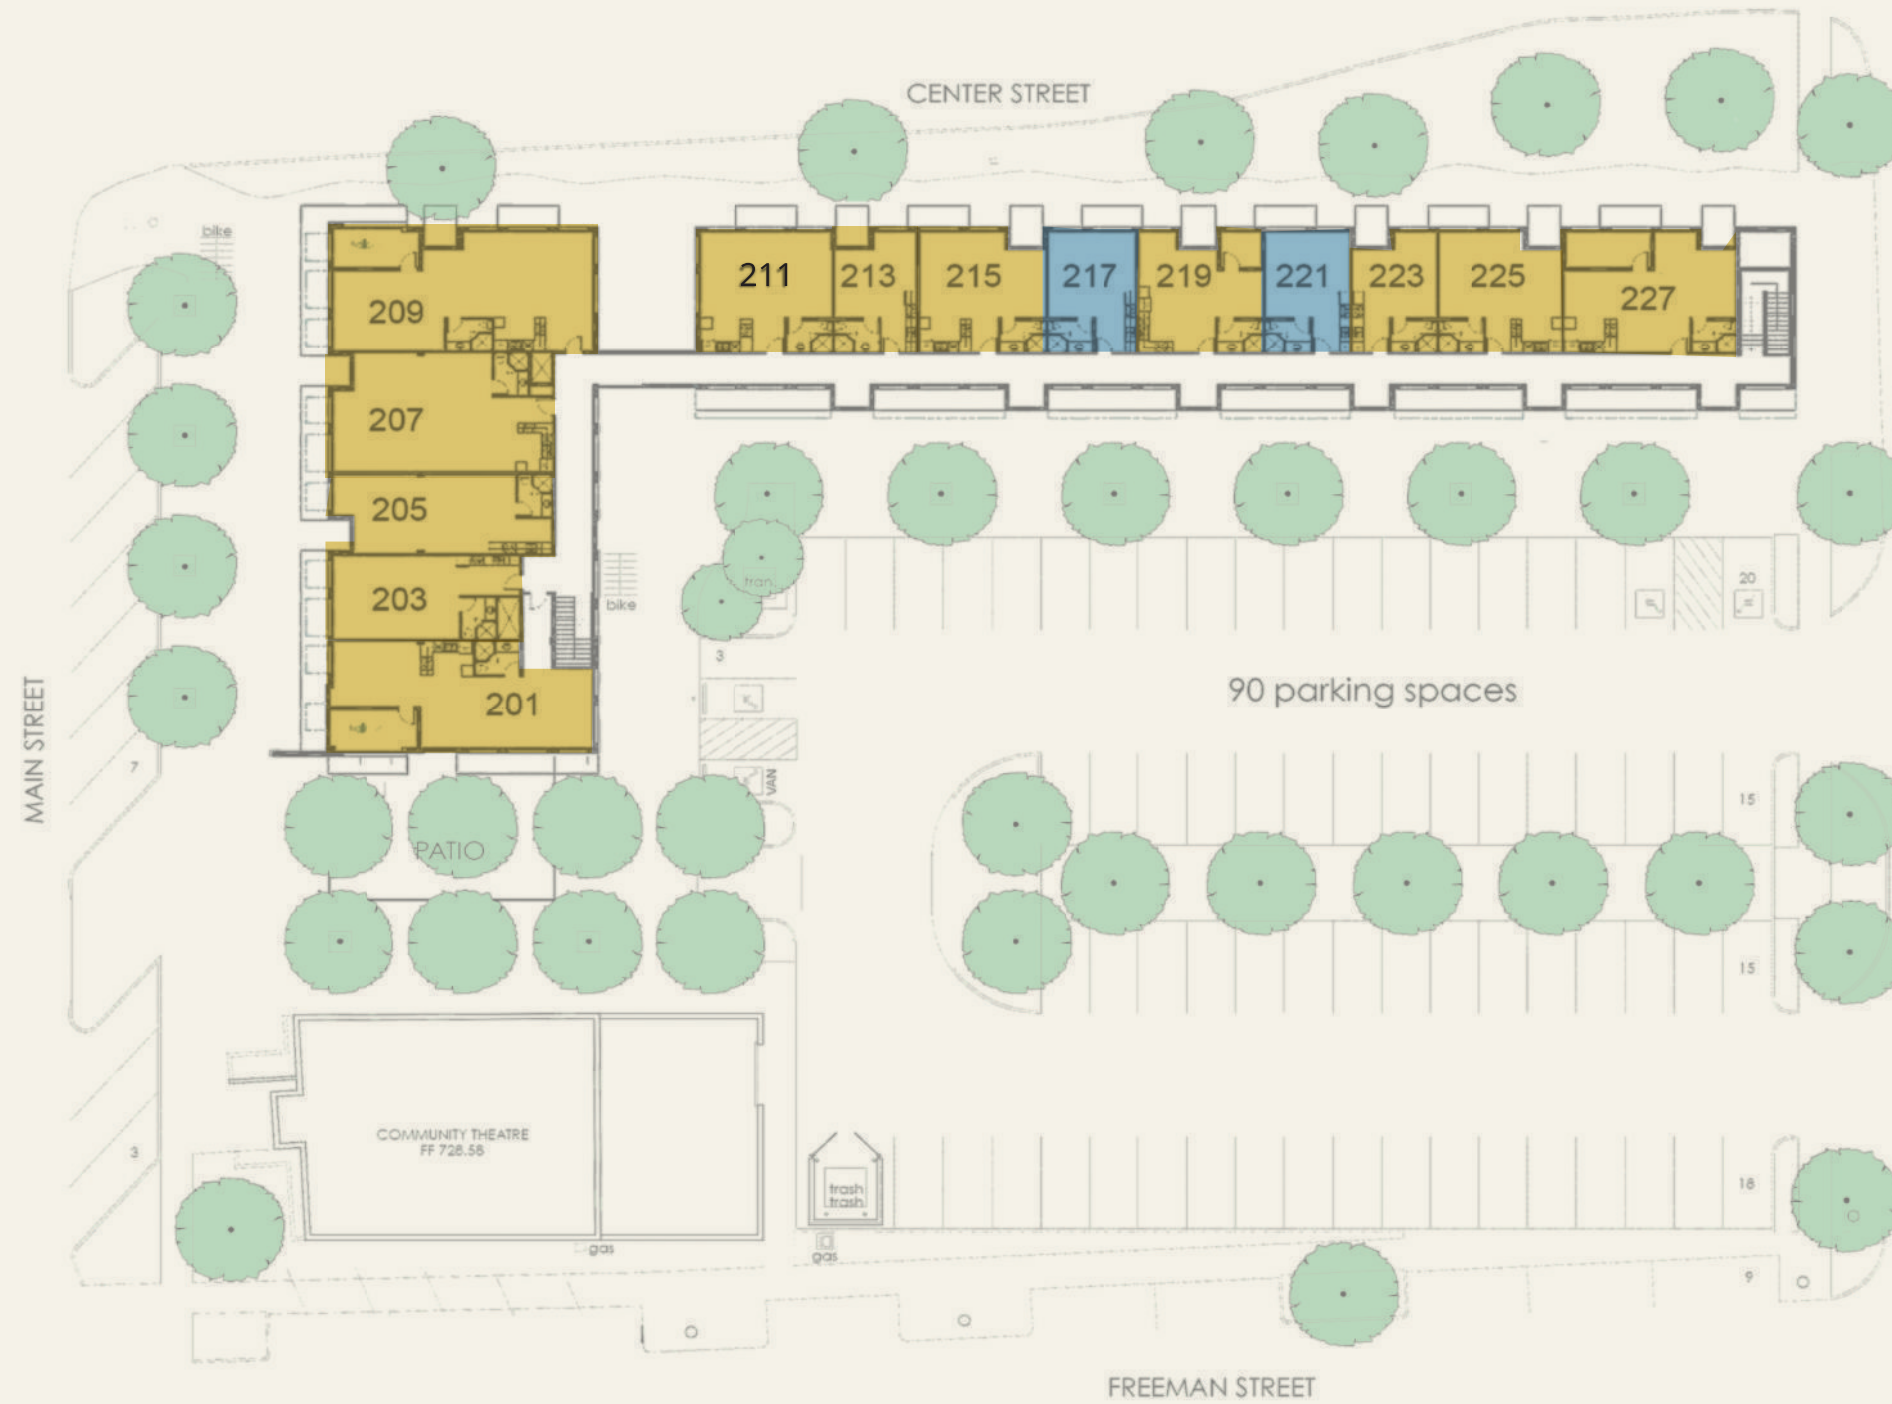 CENTER STREET
bike
211
213
215
217
219
221
223
225
227
209
207
205
203
201
bike
tran.
20
3
90 parking spaces
MAIN STREET
7
VAN
15
PATIO
15
COMMUNITY THEATRE
FF 728.58
3
trash
trash
18
gas
gas
9
FREEMAN STREET